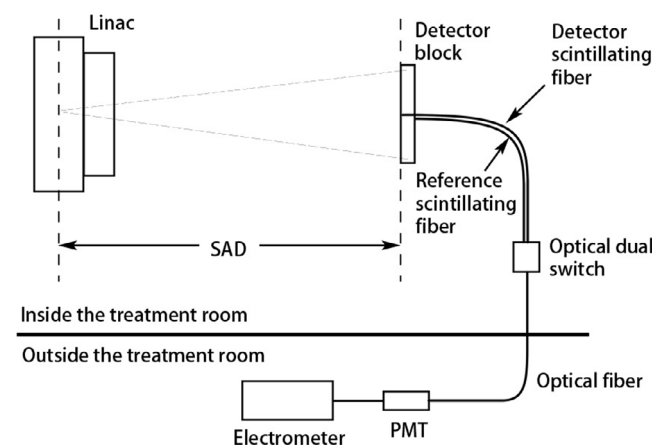 Linac
Detector
block
Detector
scintillating
fiber
Reference
scintillating
fiber
SAD
Optical dual
switch
Inside the treatment room
Outside the treatment room
Optical fiber
Electrometer
PMT